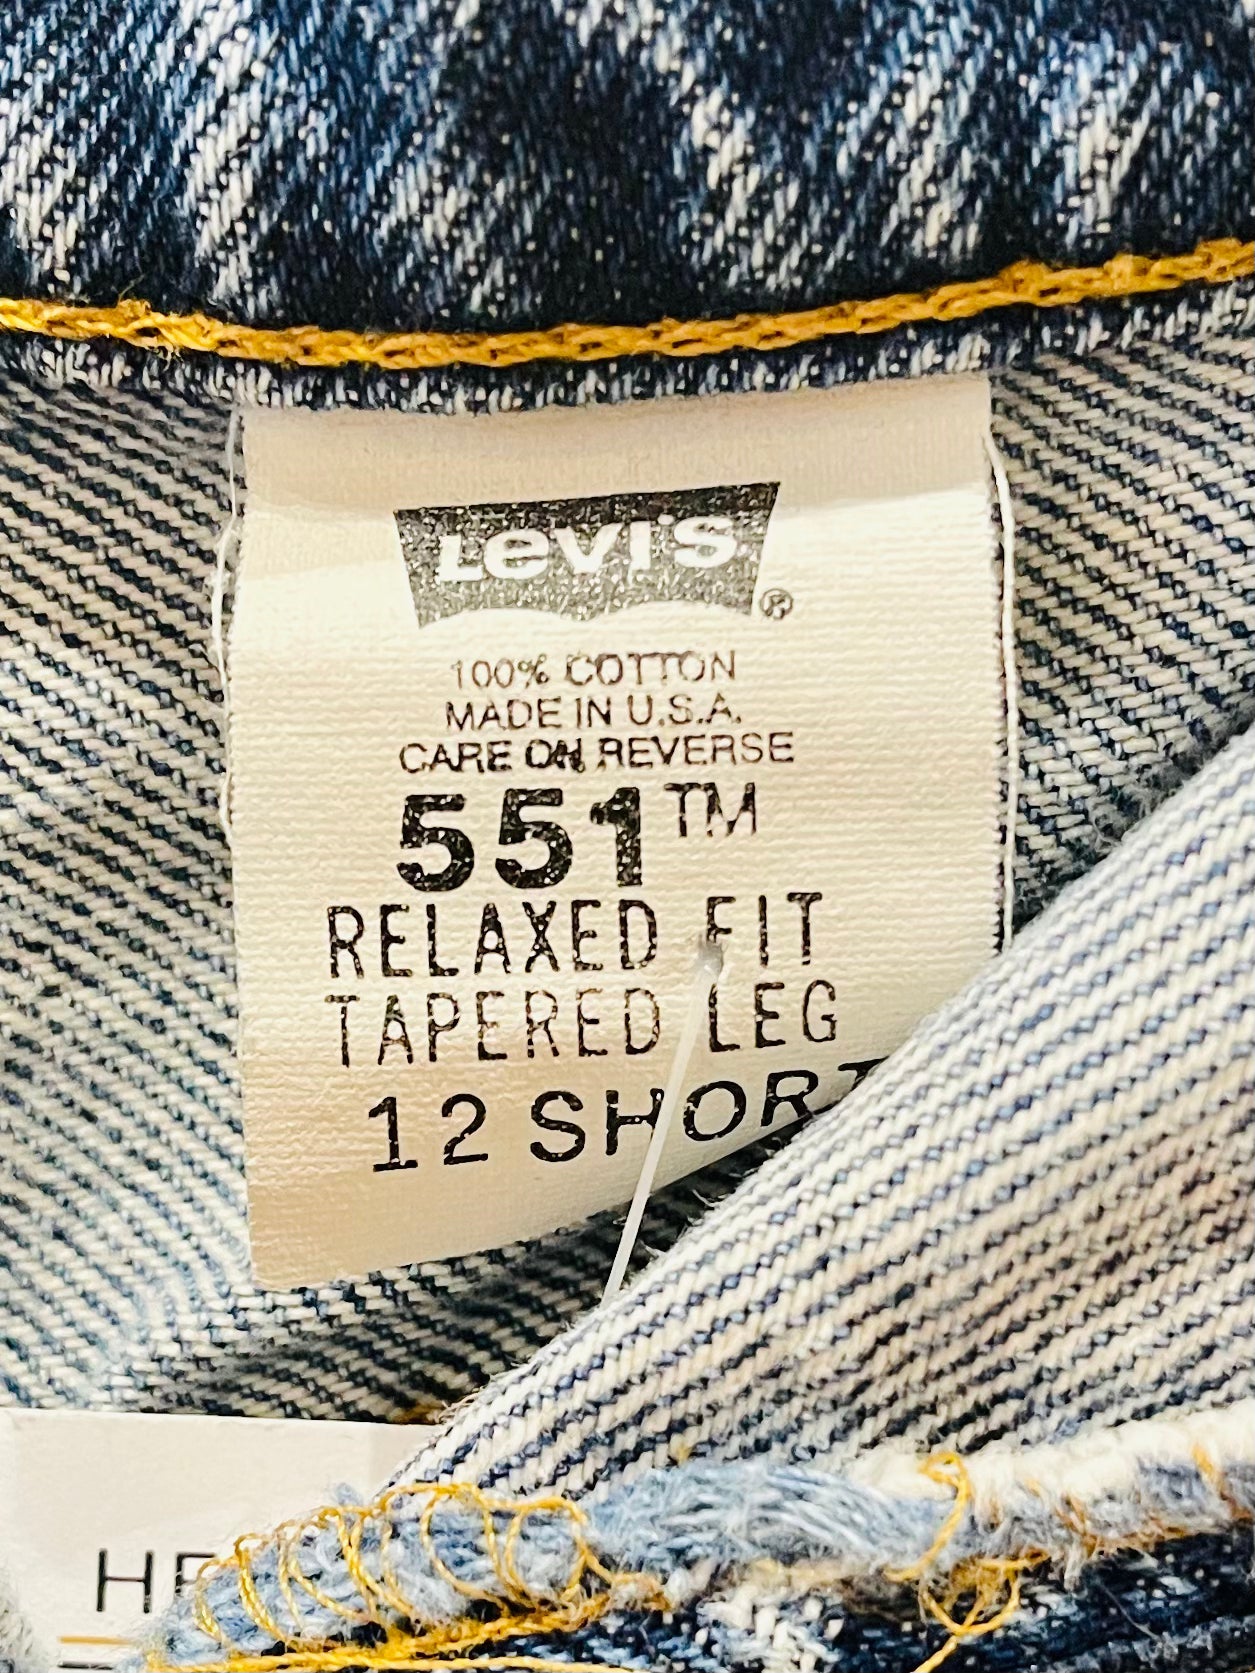 Levi's®
100% COTTON
MADE IN U.S.A.
CARE ON REVERSE
551™
RELAXED FIT
TAPERED LEG
12 SHORT